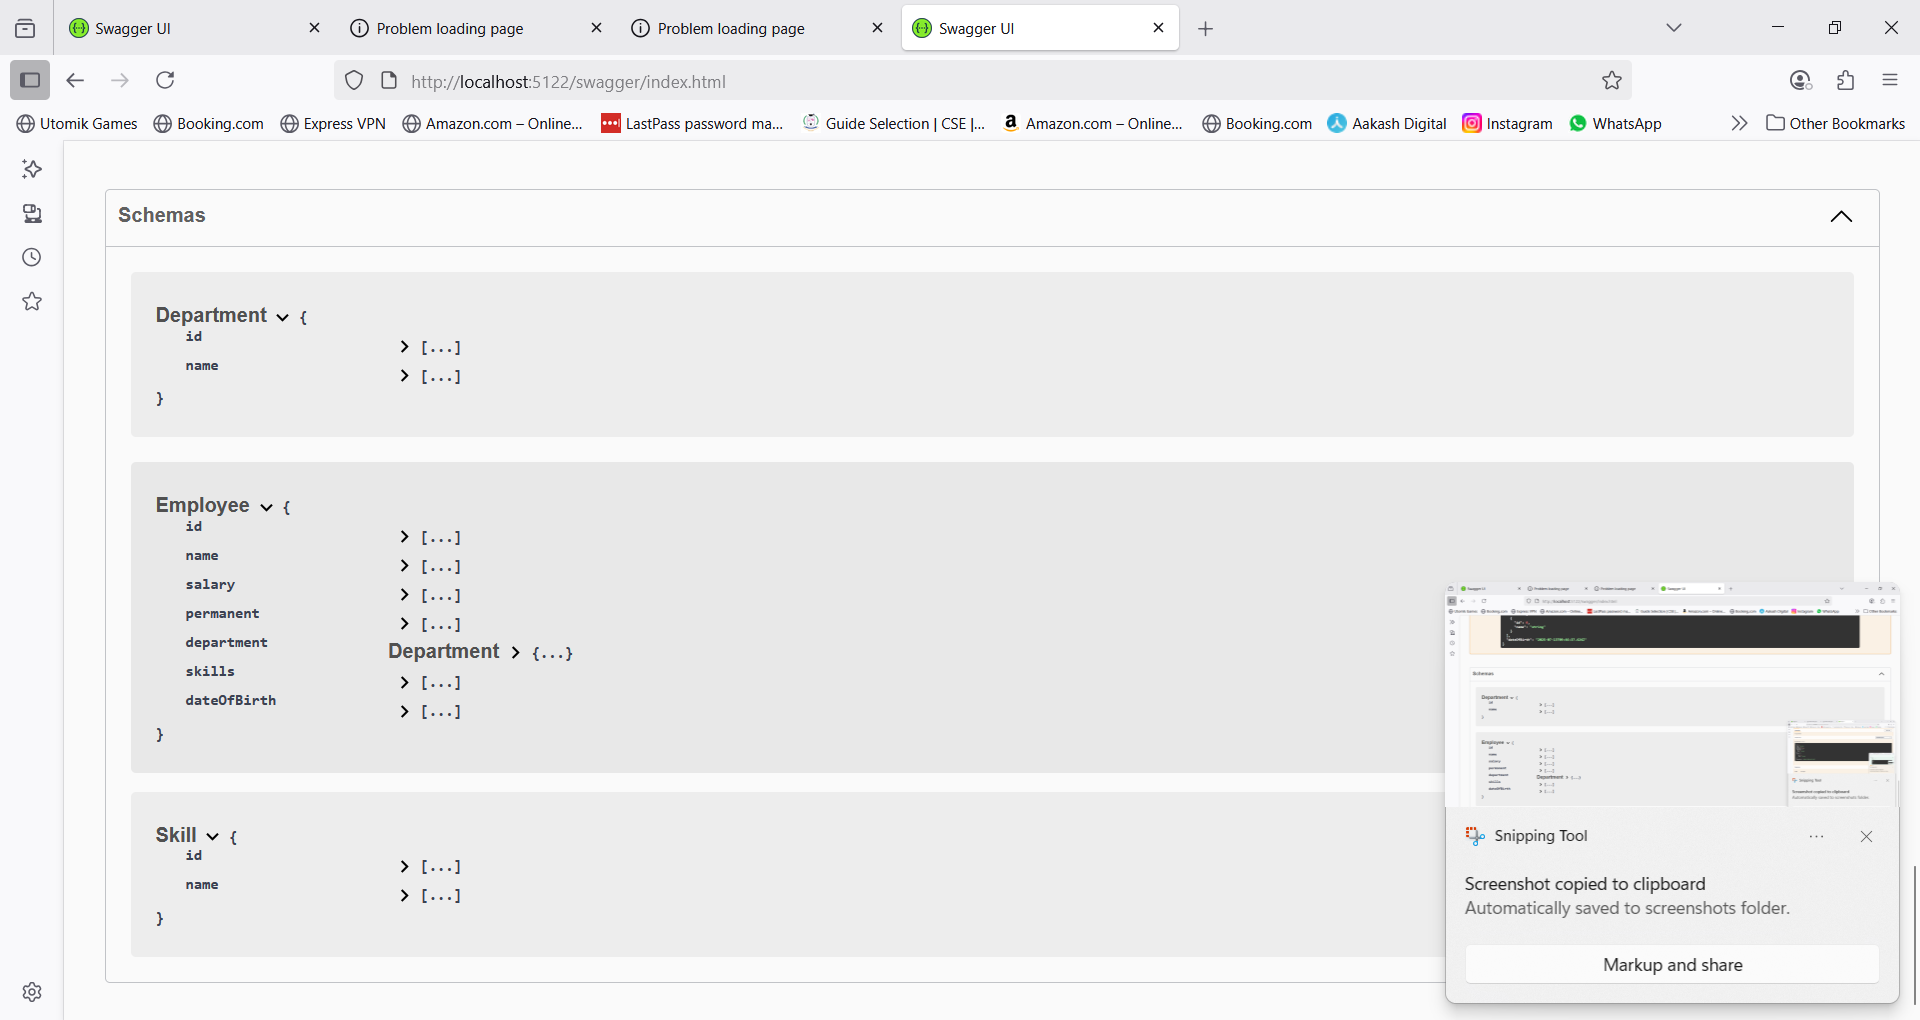 Swagger UI
Problem loading page
Problem loading page
Swagger UI
http://localhost:5122/swagger/index.html
Utomik Games
Booking.com
Express VPN
Amazon.com – Online...
LastPass password ma...
Guide Selection | CSE |...
Amazon.com – Online...
Booking.com
Aakash Digital
Instagram
WhatsApp
Other Bookmarks
Schemas
Department {
id [...]
name [...]
}
Employee {
id [...]
name [...]
salary [...]
permanent [...]
department Department {...}
skills [...]
dateOfBirth [...]
}
Skill {
id [...]
name [...]
}
Snipping Tool
Screenshot copied to clipboard
Automatically saved to screenshots folder.
Markup and share